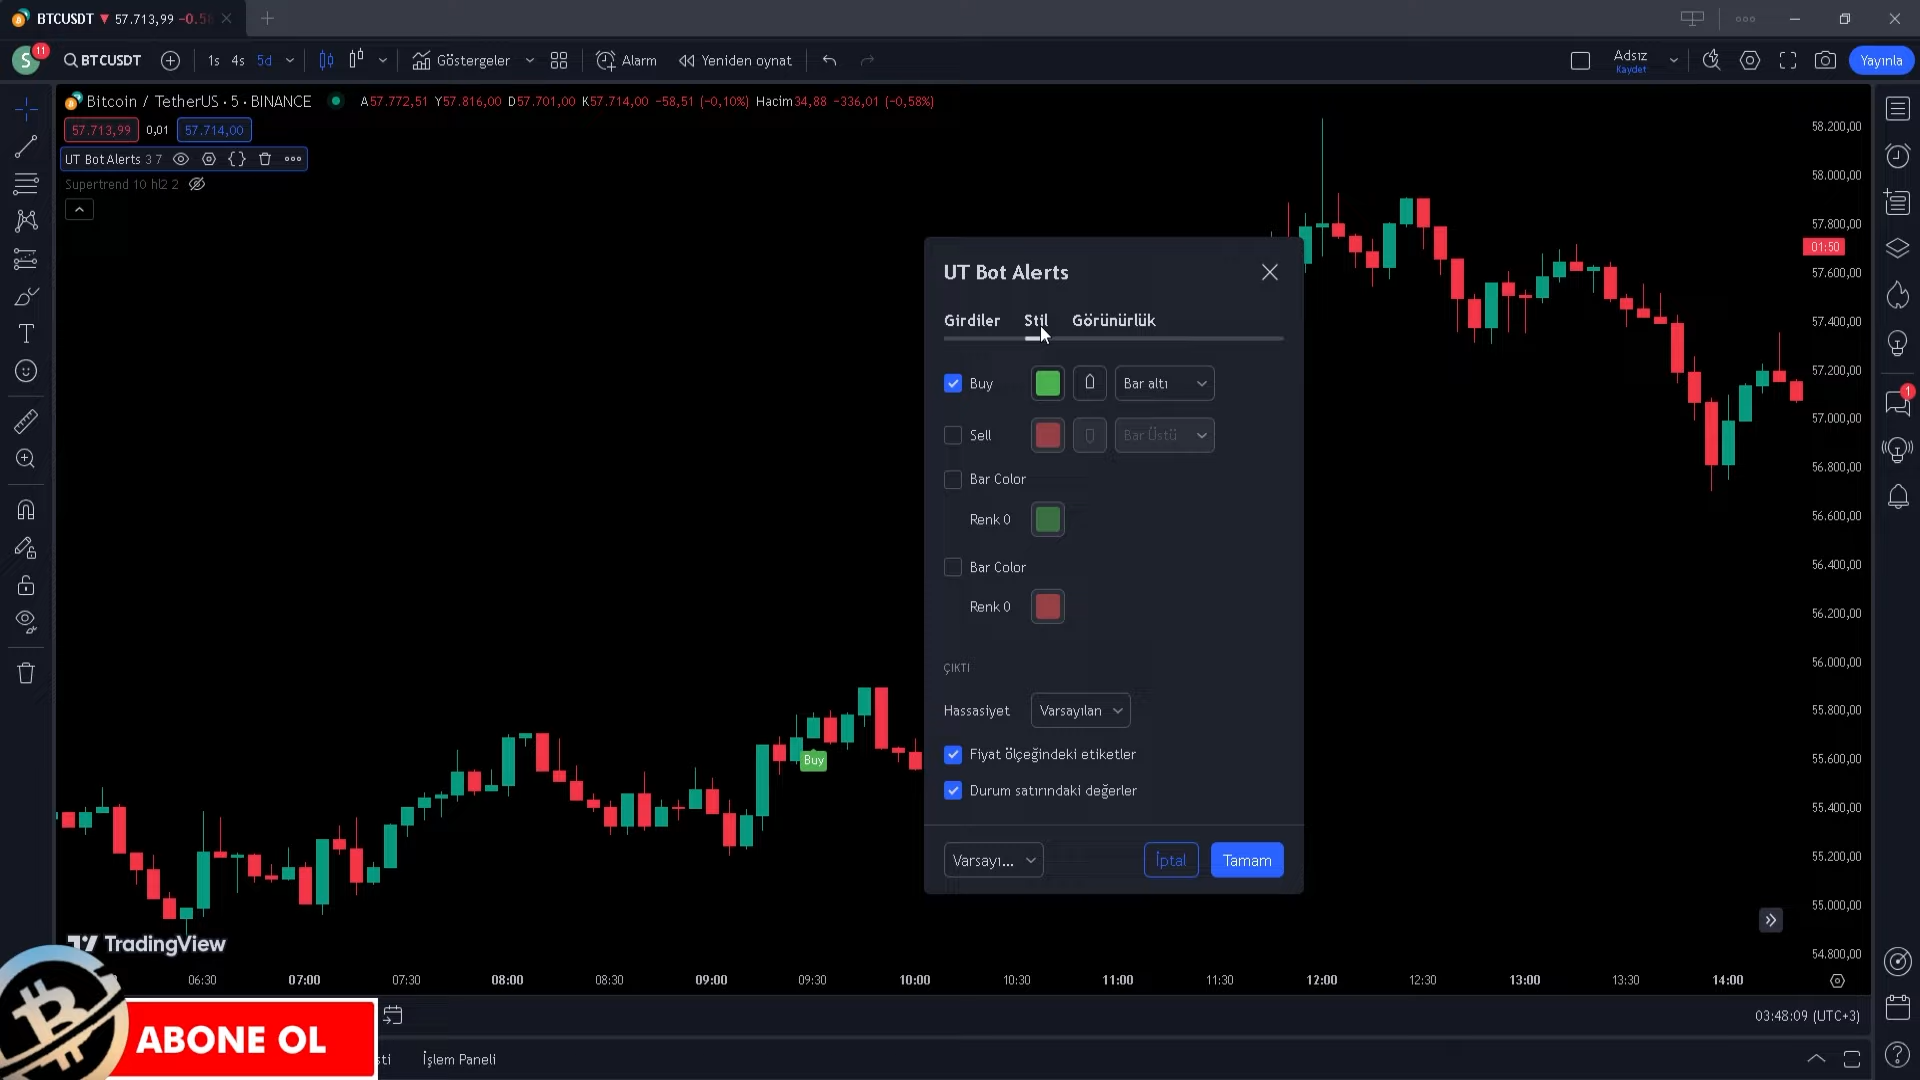 BTCUSDT ▼ 57.713,99 −0.5
S 11 BTCUSDT 1s 4s 5d Göstergeler Alarm Yeniden oynat Adsız Kaydet Yayınla
Bitcoin / TetherUS · 5 · BINANCE A57.772,51 Y57.816,00 D57.701,00 K57.714,00 −58,51 (−0,10%) Hacim34,88 −336,01 (−0,58%)
57.713,99 0,01 57.714,00
UT Bot Alerts 3 7
Supertrend 10 hl2 2
58.200,00
58.000,00
57.800,00
01:50
57.600,00
57.400,00
57.200,00
57.000,00
56.800,00
56.600,00
56.400,00
56.200,00
56.000,00
55.800,00
55.600,00
55.400,00
55.200,00
55.000,00
54.800,00
1
UT Bot Alerts
Girdiler Stil Görünürlük
Buy Bar altı
Sell Bar Üstü
Bar Color
Renk 0
Bar Color
Renk 0
ÇIKTI
Hassasiyet Varsayılan
Fiyat ölçeğindeki etiketler
Durum satırındaki değerler
Varsayı... İptal Tamam
Buy
TradingView
06:30 07:00 07:30 08:00 08:30 09:00 09:30 10:00 10:30 11:00 11:30 12:00 12:30 13:00 13:30 14:00
03:48:09 (UTC+3)
ABONE OL
sti İşlem Paneli